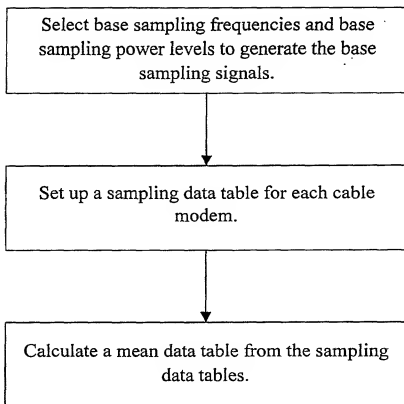 Select base sampling frequencies and base
sampling power levels to generate the base
sampling signals.
Set up a sampling data table for each cable
modem.
Calculate a mean data table from the sampling
data tables.